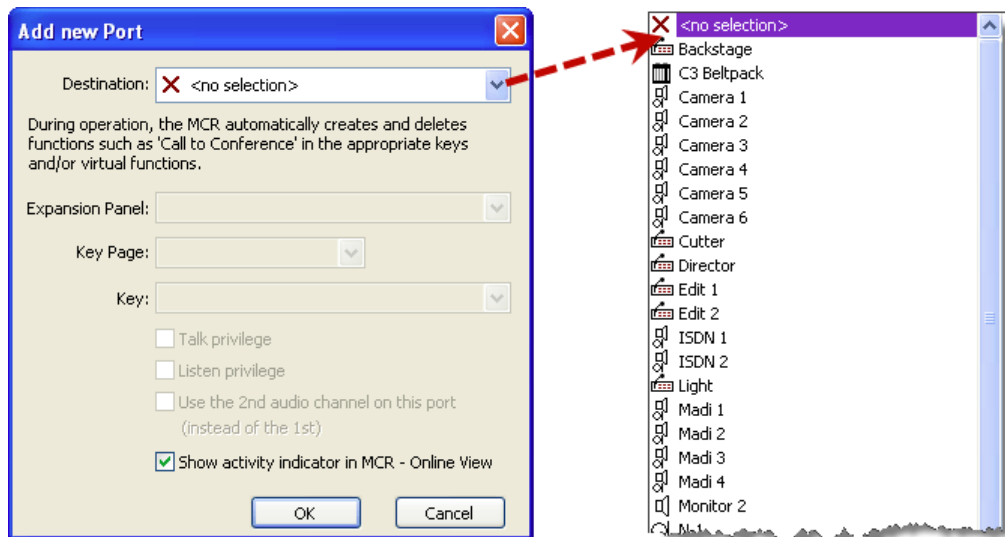 Add new Port
Destination: <no selection>
During operation, the MCR automatically creates and deletes
functions such as 'Call to Conference' in the appropriate keys
and/or virtual functions.
Expansion Panel:
Key Page:
Key:
Talk privilege
Listen privilege
Use the 2nd audio channel on this port
(instead of the 1st)
Show activity indicator in MCR - Online View
OK Cancel
<no selection>
Backstage
C3 Beltpack
Camera 1
Camera 2
Camera 3
Camera 4
Camera 5
Camera 6
Cutter
Director
Edit 1
Edit 2
ISDN 1
ISDN 2
Light
Madi 1
Madi 2
Madi 3
Madi 4
Monitor 2